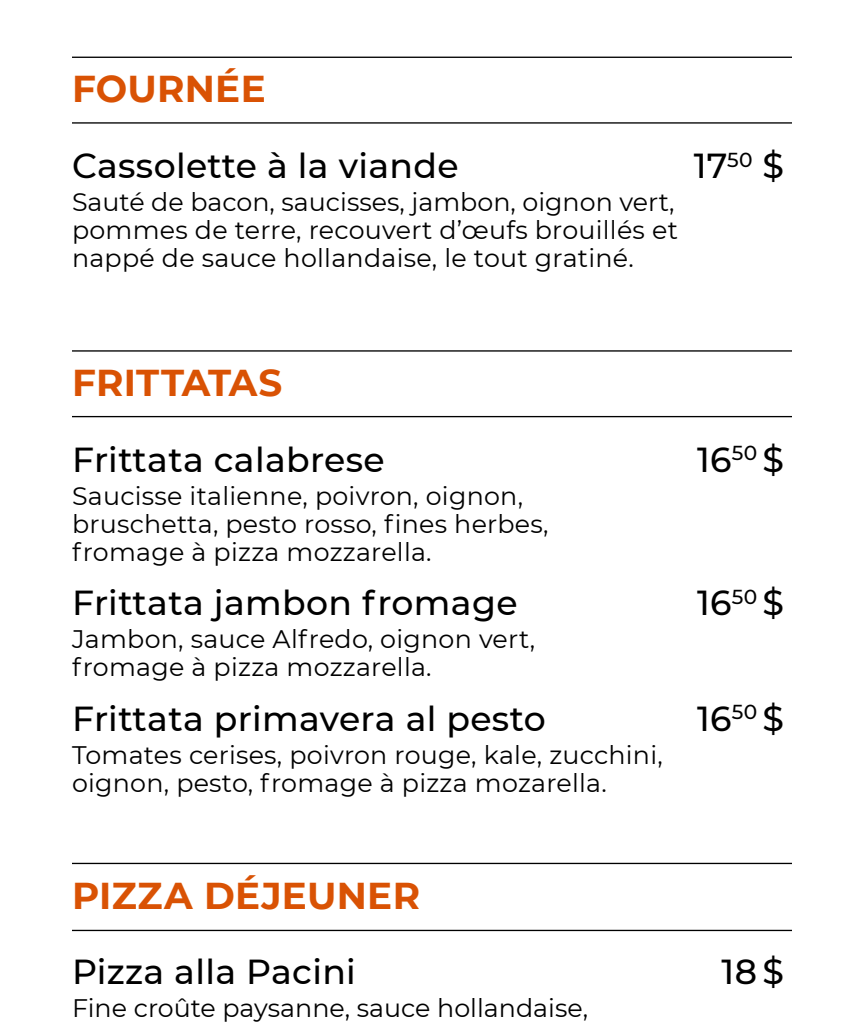 FOURNÉE
Cassolette à la viande 17⁵⁰ $
Sauté de bacon, saucisses, jambon, oignon vert,
pommes de terre, recouvert d’œufs brouillés et
nappé de sauce hollandaise, le tout gratiné.
FRITTATAS
Frittata calabrese 16⁵⁰ $
Saucisse italienne, poivron, oignon,
bruschetta, pesto rosso, fines herbes,
fromage à pizza mozzarella.
Frittata jambon fromage 16⁵⁰ $
Jambon, sauce Alfredo, oignon vert,
fromage à pizza mozzarella.
Frittata primavera al pesto 16⁵⁰ $
Tomates cerises, poivron rouge, kale, zucchini,
oignon, pesto, fromage à pizza mozarella.
PIZZA DÉJEUNER
Pizza alla Pacini 18 $
Fine croûte paysanne, sauce hollandaise,